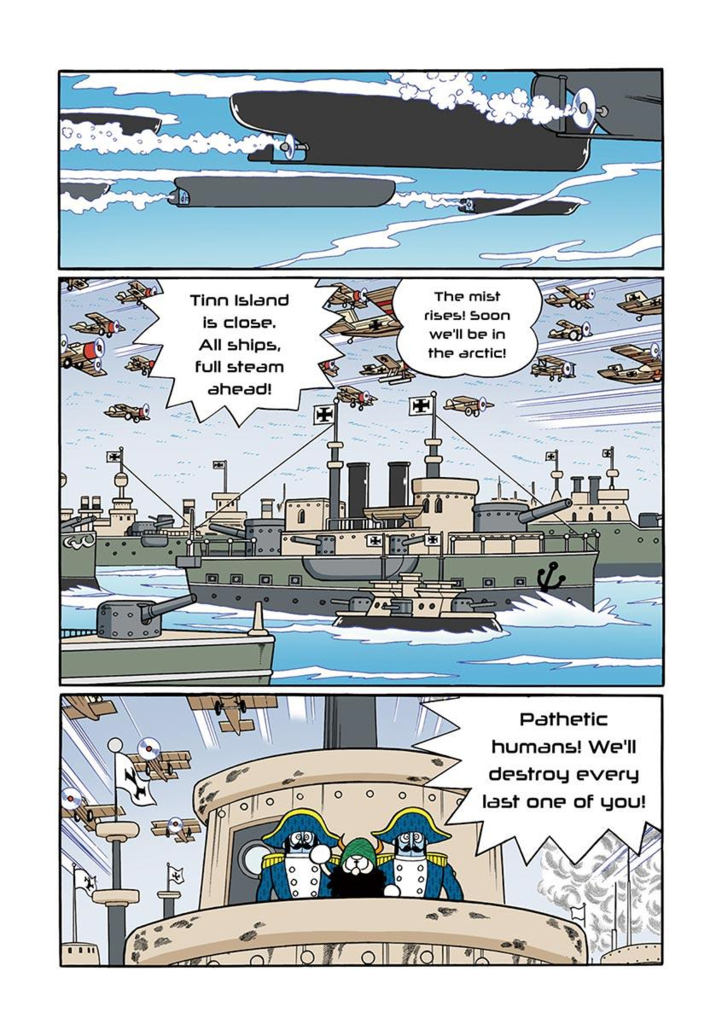 Tinn Island
is close.
All ships,
full steam
ahead!
The mist
rises! Soon
we'll be in
the arctic!
Pathetic
humans! We'll
destroy every
last one of you!